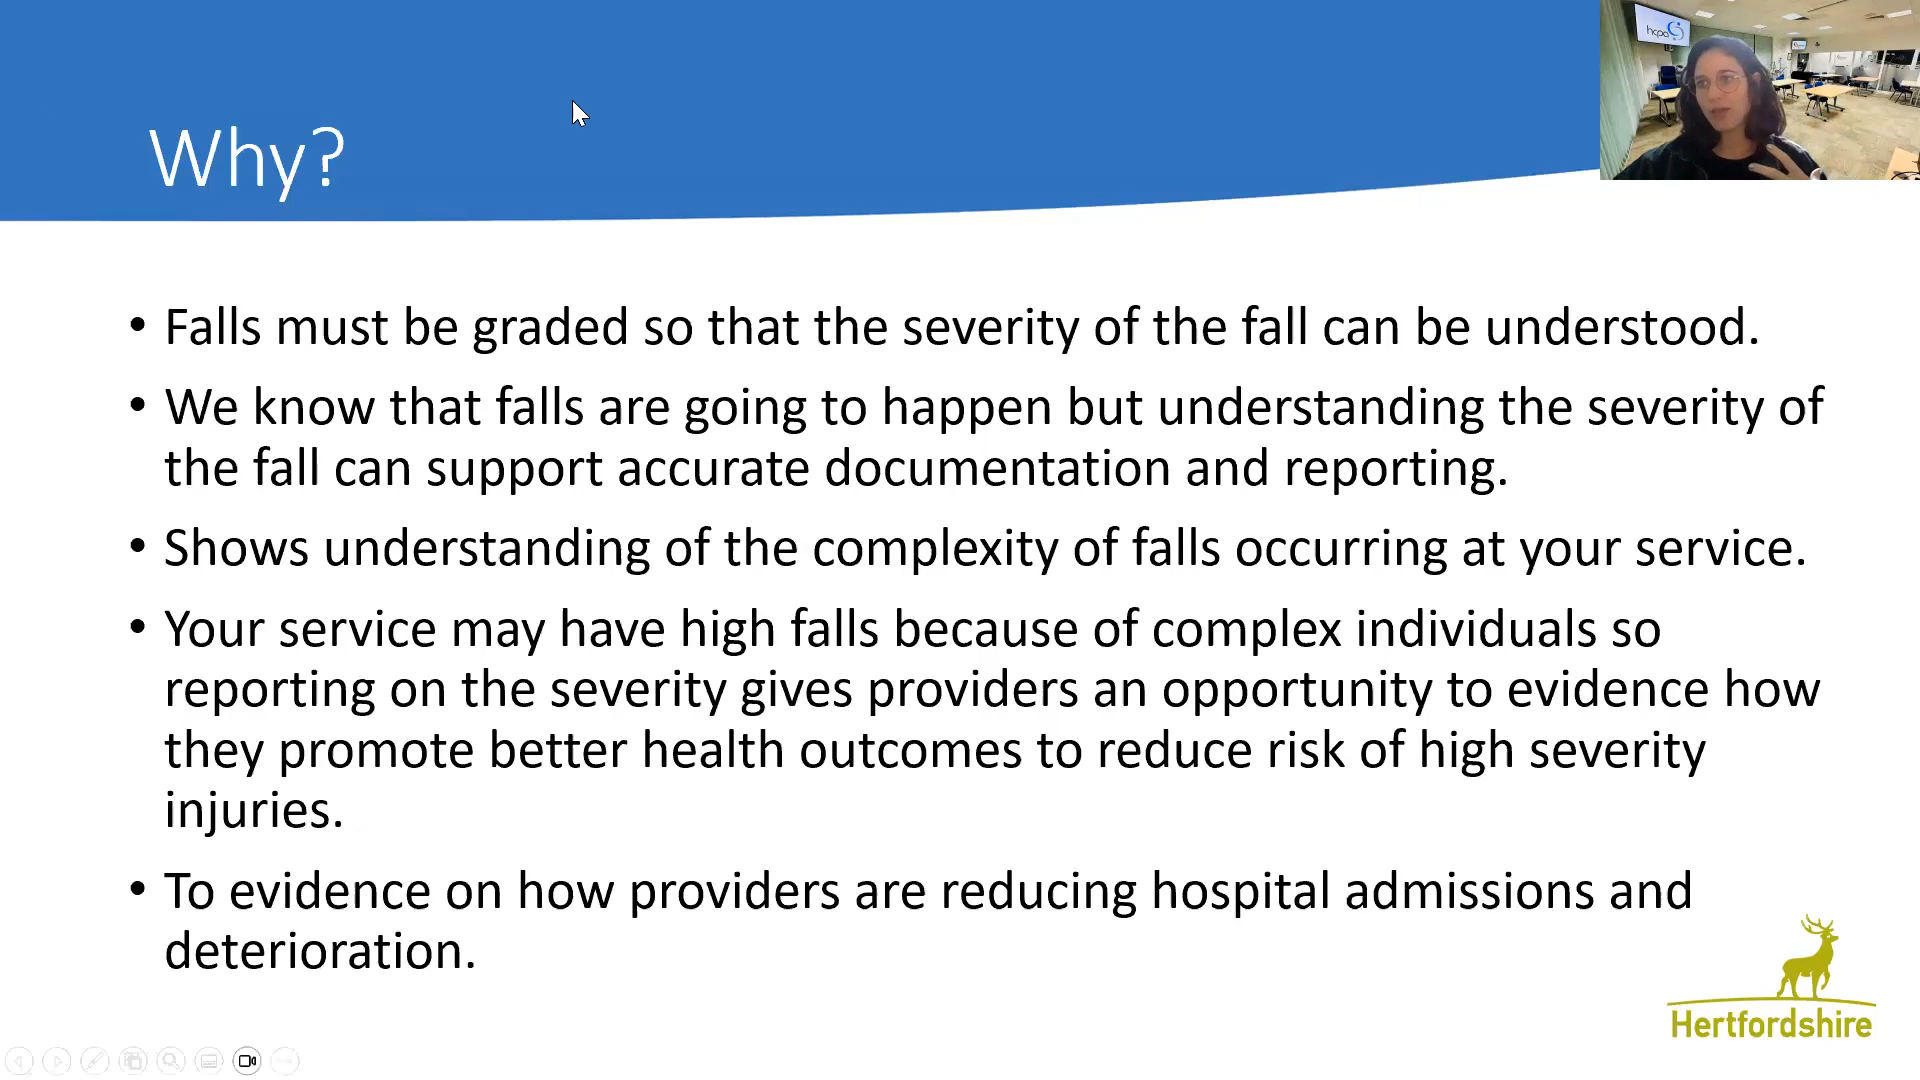 hcpa
Why?
• Falls must be graded so that the severity of the fall can be understood.
• We know that falls are going to happen but understanding the severity of
the fall can support accurate documentation and reporting.
• Shows understanding of the complexity of falls occurring at your service.
• Your service may have high falls because of complex individuals so
reporting on the severity gives providers an opportunity to evidence how
they promote better health outcomes to reduce risk of high severity
injuries.
• To evidence on how providers are reducing hospital admissions and
deterioration.
Hertfordshire